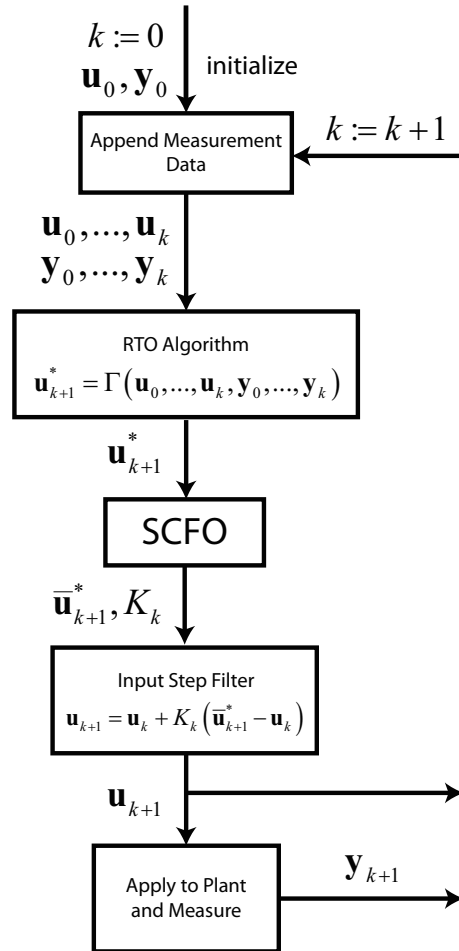 k := 0
initialize
𝐮₀, 𝐲₀
k := k + 1
Append Measurement
Data
𝐮₀,...,𝐮ₖ
𝐲₀,...,𝐲ₖ
RTO Algorithm
𝐮*ₖ₊₁ = Γ(𝐮₀,...,𝐮ₖ, 𝐲₀,...,𝐲ₖ)
𝐮*ₖ₊₁
SCFO
𝐮̅*ₖ₊₁, Kₖ
Input Step Filter
𝐮ₖ₊₁ = 𝐮ₖ + Kₖ(𝐮̅*ₖ₊₁ − 𝐮ₖ)
𝐮ₖ₊₁
Apply to Plant
and Measure
𝐲ₖ₊₁